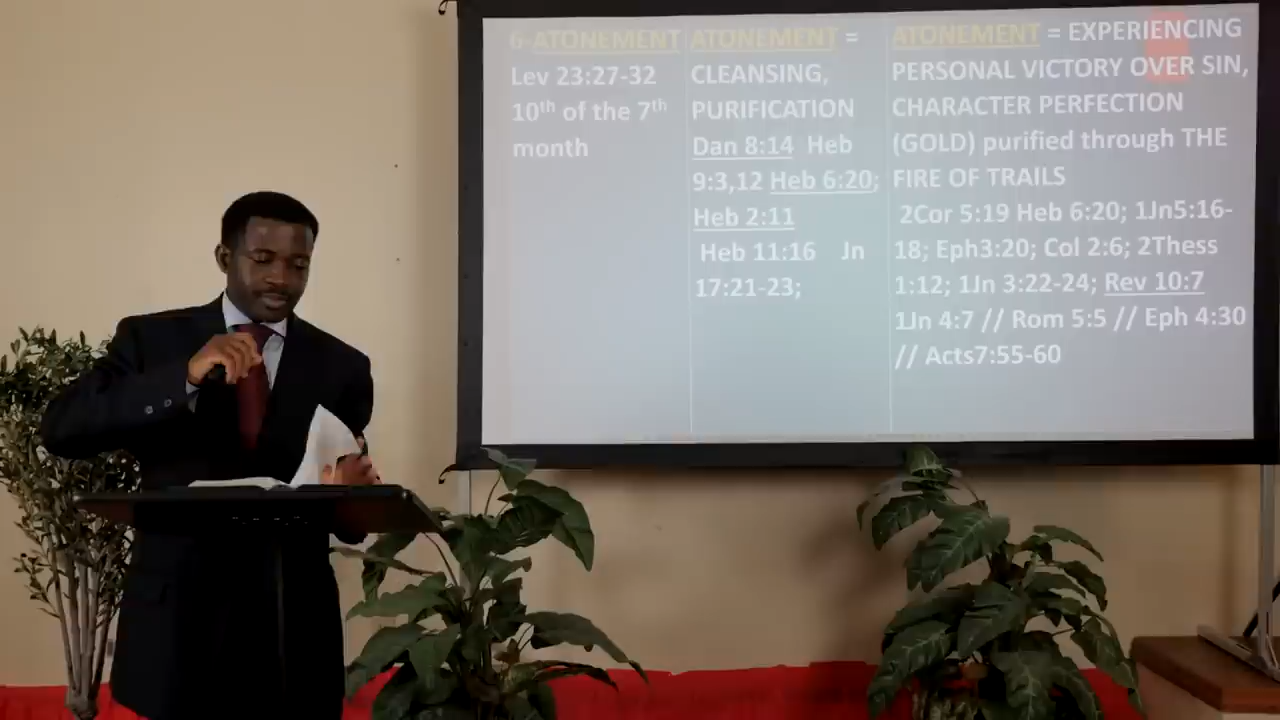 6-ATONEMENT
Lev 23:27-32
10th of the 7th
month
ATONEMENT =
CLEANSING,
PURIFICATION
Dan 8:14 Heb
9:3,12 Heb 6:20;
Heb 2:11
Heb 11:16 Jn
17:21-23;
ATONEMENT = EXPERIENCING
PERSONAL VICTORY OVER SIN,
CHARACTER PERFECTION
(GOLD) purified through THE
FIRE OF TRAILS
2Cor 5:19 Heb 6:20; 1Jn5:16-
18; Eph3:20; Col 2:6; 2Thess
1:12; 1Jn 3:22-24; Rev 10:7
1Jn 4:7 // Rom 5:5 // Eph 4:30
// Acts7:55-60